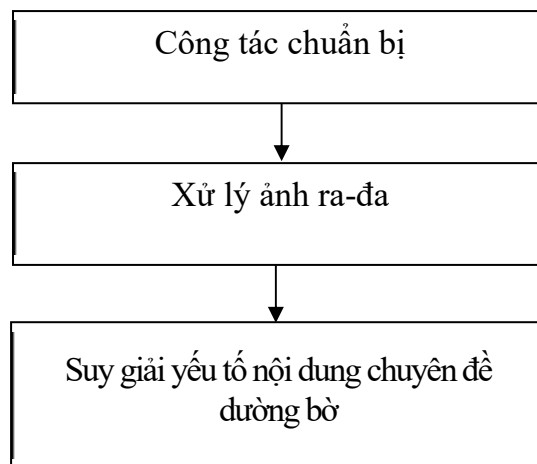 Công tác chuẩn bị
Xử lý ảnh ra-đa
Suy giải yếu tố nội dung chuyên đề
dường bờ